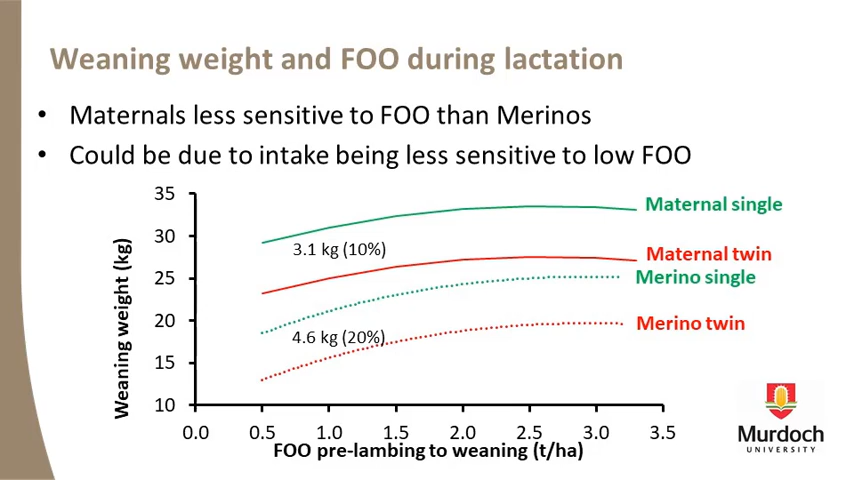 Weaning weight and FOO during lactation
• Maternals less sensitive to FOO than Merinos
• Could be due to intake being less sensitive to low FOO
Weaning weight (kg)
35
30
25
20
15
10
3.1 kg (10%)
4.6 kg (20%)
Maternal single
Maternal twin
Merino single
Merino twin
0.0 0.5 1.0 1.5 2.0 2.5 3.0 3.5
FOO pre-lambing to weaning (t/ha)
Murdoch
UNIVERSITY